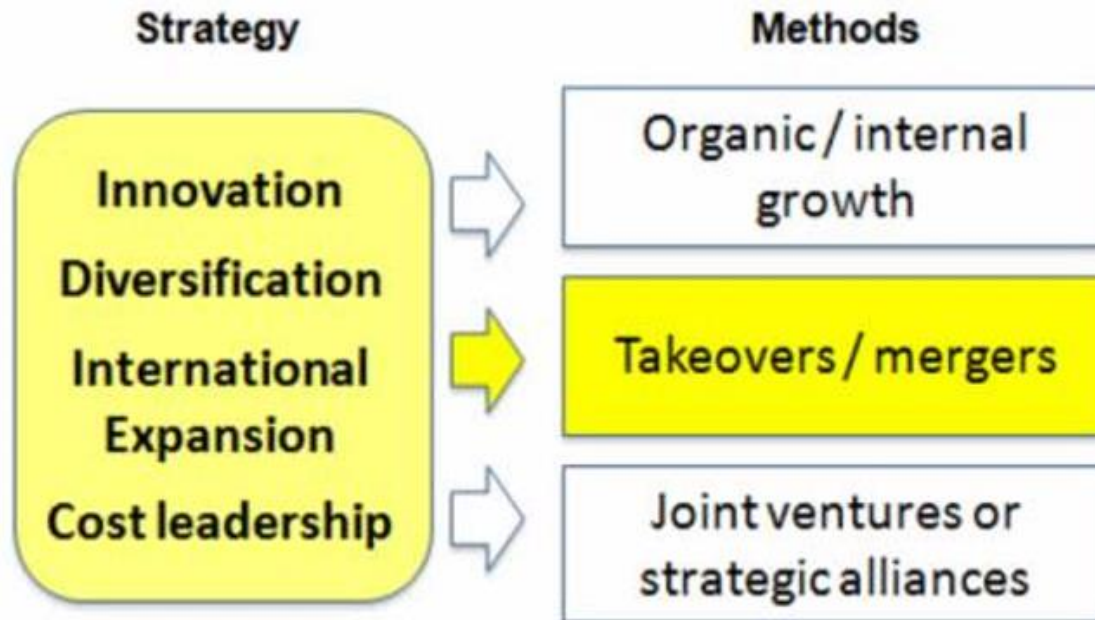 Strategy
Methods
Innovation
Diversification
International
Expansion
Cost leadership
Organic / internal
growth
Takeovers / mergers
Joint ventures or
strategic alliances